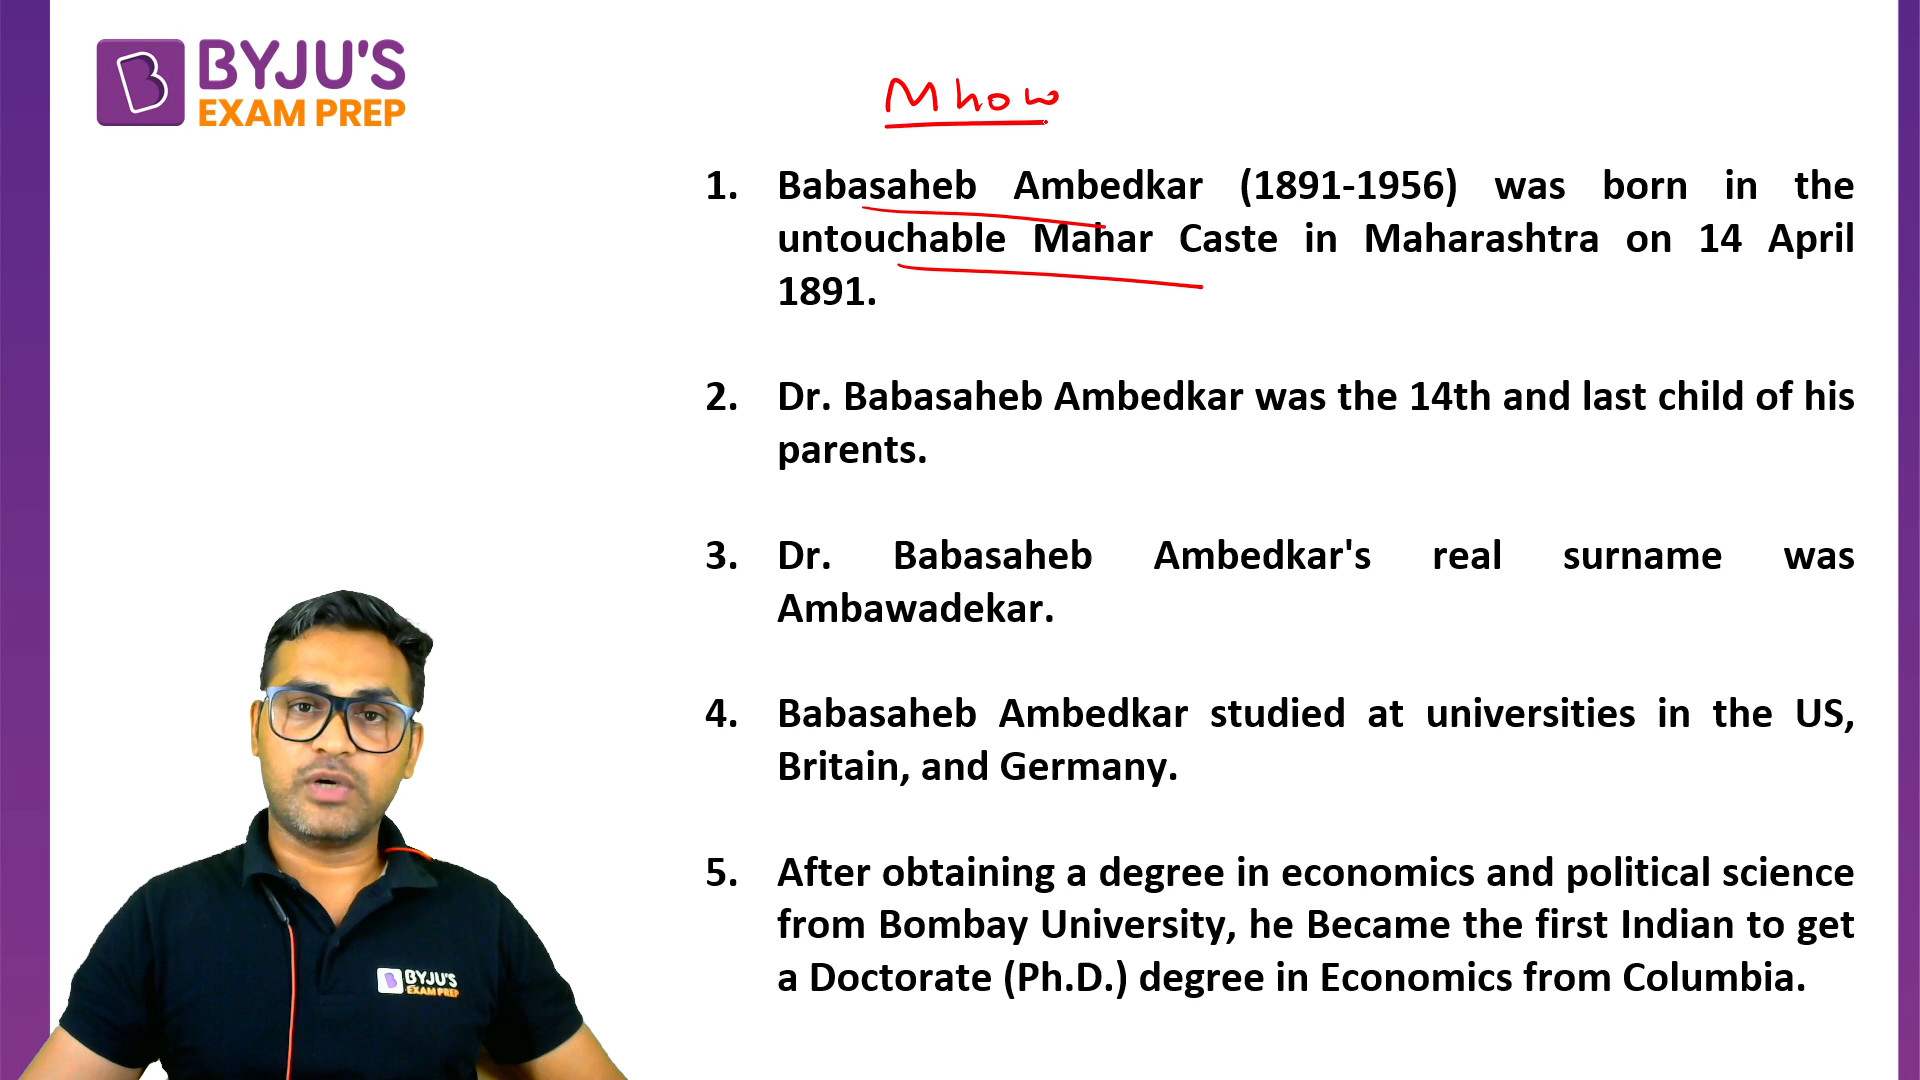 BYJU'S
EXAM PREP
Mhow
1. Babasaheb Ambedkar (1891-1956) was born in the
untouchable Mahar Caste in Maharashtra on 14 April
1891.
2. Dr. Babasaheb Ambedkar was the 14th and last child of his
parents.
3. Dr. Babasaheb Ambedkar's real surname was
Ambawadekar.
4. Babasaheb Ambedkar studied at universities in the US,
Britain, and Germany.
5. After obtaining a degree in economics and political science
from Bombay University, he Became the first Indian to get
a Doctorate (Ph.D.) degree in Economics from Columbia.
BYJU'S
EXAM PREP